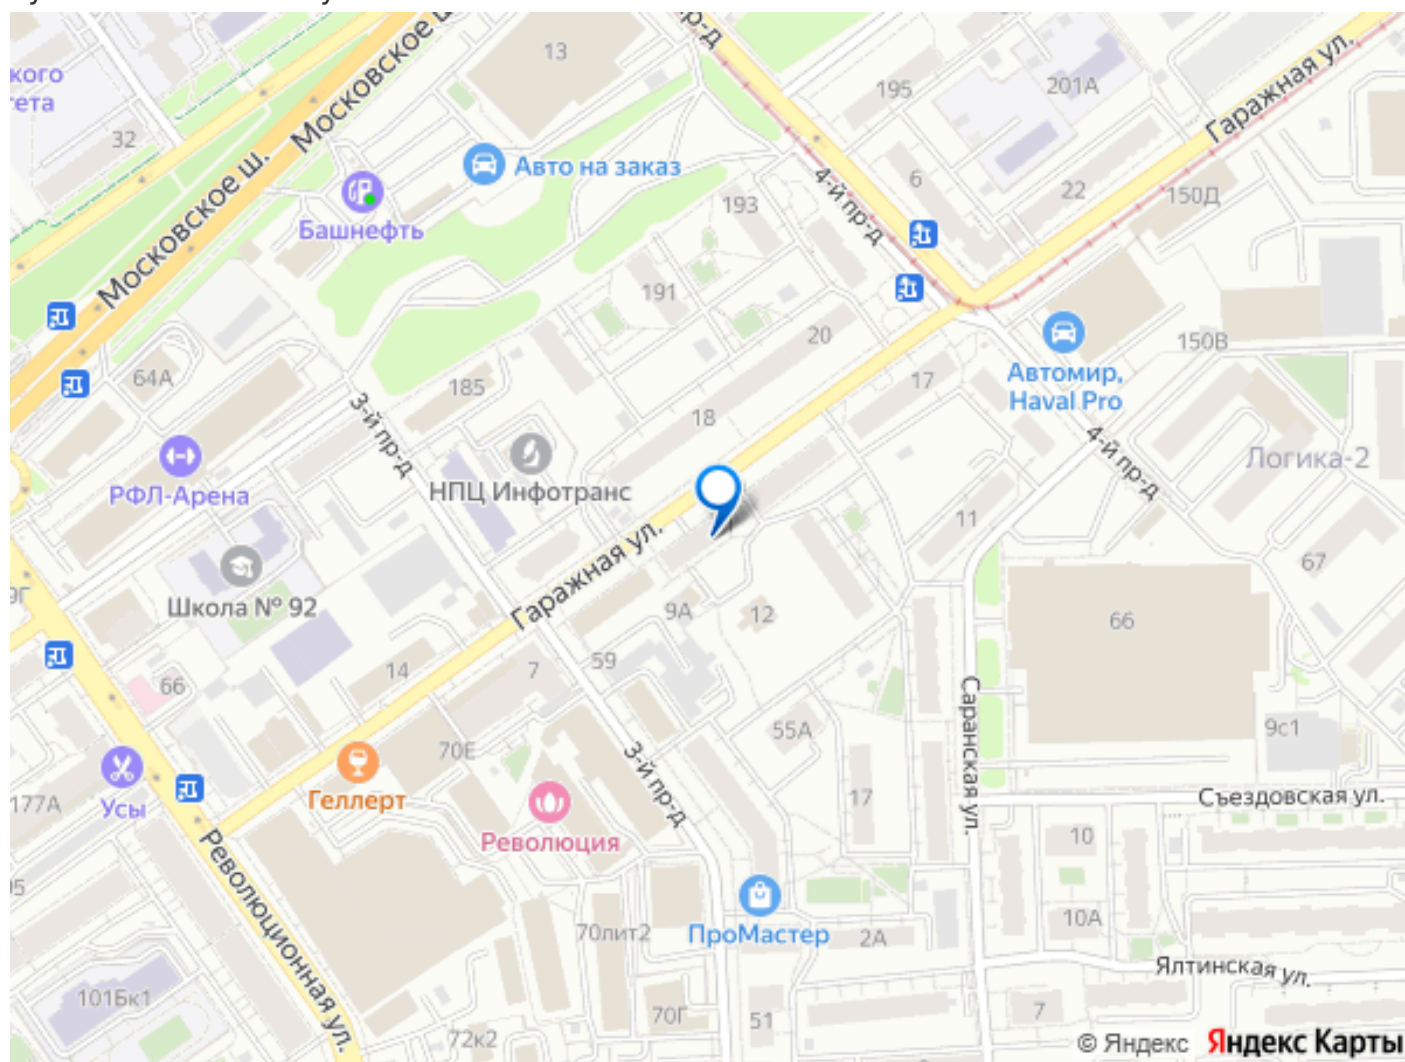 Московское ш.
13
р-д
195
201А
Гаражная ул.
кого
ета
32
Московское ш.
Авто на заказ
Башнефть
193
4-й пр-д
6
22
150Д
191
20
150В
Автомир,
Haval Pro
17
64А
185
3-й пр-д
18
4-й пр-д
Логика-2
РФЛ-Арена
НПЦ Инфотранс
11
67
Гаражная ул.
Школа № 92
9А
12
66
9Г
66
14
7
59
Саранская ул.
55А
9с1
70Е
3-й пр-д
177А
Усы
Геллерт
Революция
17
Съездовская ул.
10
Революционная ул.
5
70лит2
ПроМастер
2А
10А
Ялтинская ул.
101Бк1
70Г
51
7
72к2
© Яндекс Яндекс Карты